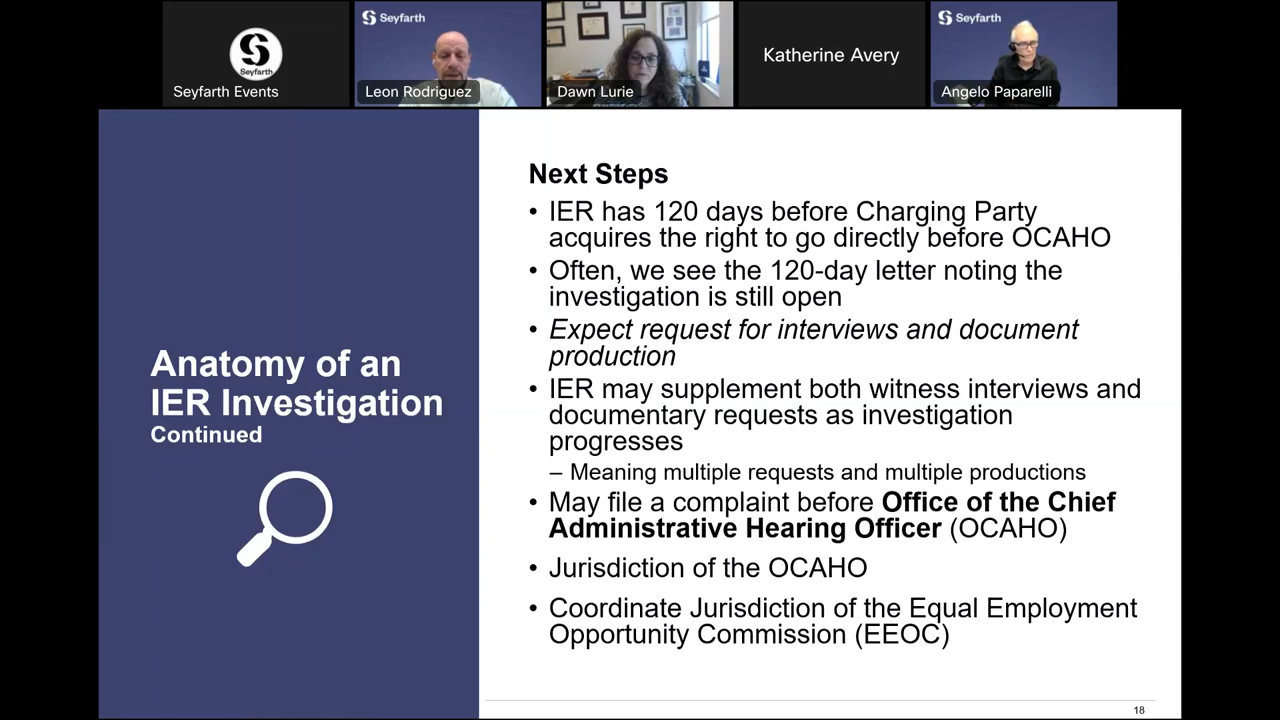 Seyfarth
Seyfarth Events
Seyfarth
Leon Rodriguez
Dawn Lurie
Katherine Avery
Seyfarth
Angelo Paparelli
Anatomy of an
IER Investigation
Continued
Next Steps
• IER has 120 days before Charging Party
acquires the right to go directly before OCAHO
• Often, we see the 120-day letter noting the
investigation is still open
• Expect request for interviews and document
production
• IER may supplement both witness interviews and
documentary requests as investigation
progresses
– Meaning multiple requests and multiple productions
• May file a complaint before Office of the Chief
Administrative Hearing Officer (OCAHO)
• Jurisdiction of the OCAHO
• Coordinate Jurisdiction of the Equal Employment
Opportunity Commission (EEOC)
18